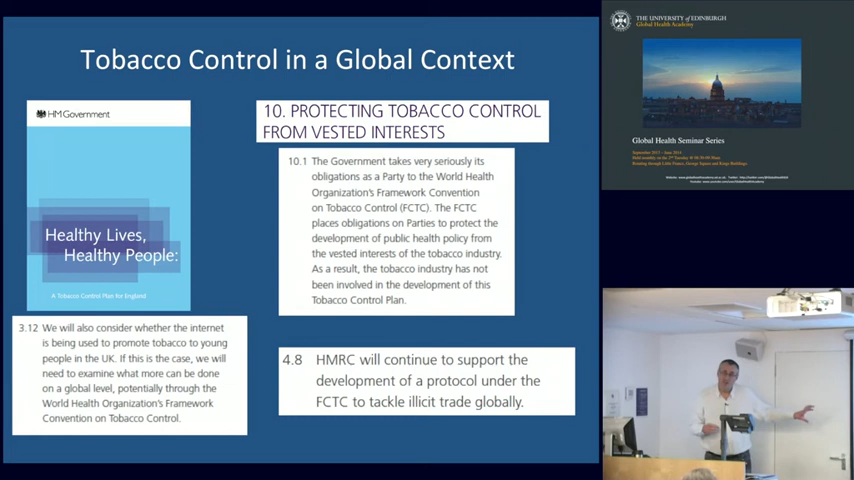 Tobacco Control in a Global Context
HM Government
Healthy Lives,
Healthy People:
A Tobacco Control Plan for England
3.12 We will also consider whether the internet
is being used to promote tobacco to young
people in the UK. If this is the case, we will
need to examine what more can be done
on a global level, potentially through the
World Health Organization's Framework
Convention on Tobacco Control.
10. PROTECTING TOBACCO CONTROL
FROM VESTED INTERESTS
10.1 The Government takes very seriously its
obligations as a Party to the World Health
Organization's Framework Convention
on Tobacco Control (FCTC). The FCTC
places obligations on Parties to protect the
development of public health policy from
the vested interests of the tobacco industry.
As a result, the tobacco industry has not
been involved in the development of this
Tobacco Control Plan.
4.8 HMRC will continue to support the
development of a protocol under the
FCTC to tackle illicit trade globally.
THE UNIVERSITY of EDINBURGH
Global Health Academy
Global Health Seminar Series